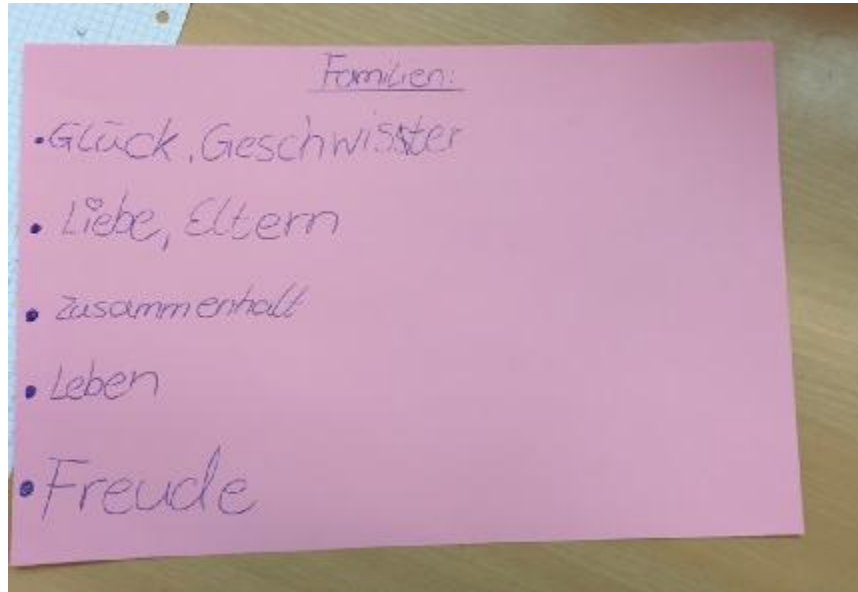 Familien:
• Glück, Geschwisster
• Liebe, Eltern
• Zusammenhalt
• Leben
• Freude